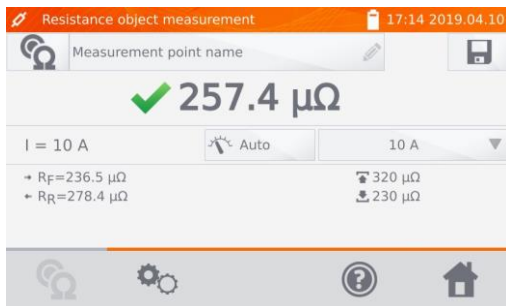 Resistance object measurement 17:14 2019.04.10
Measurement point name
257.4 μΩ
I = 10 A Auto 10 A
RF=236.5 μΩ 320 μΩ
RR=278.4 μΩ 230 μΩ
?